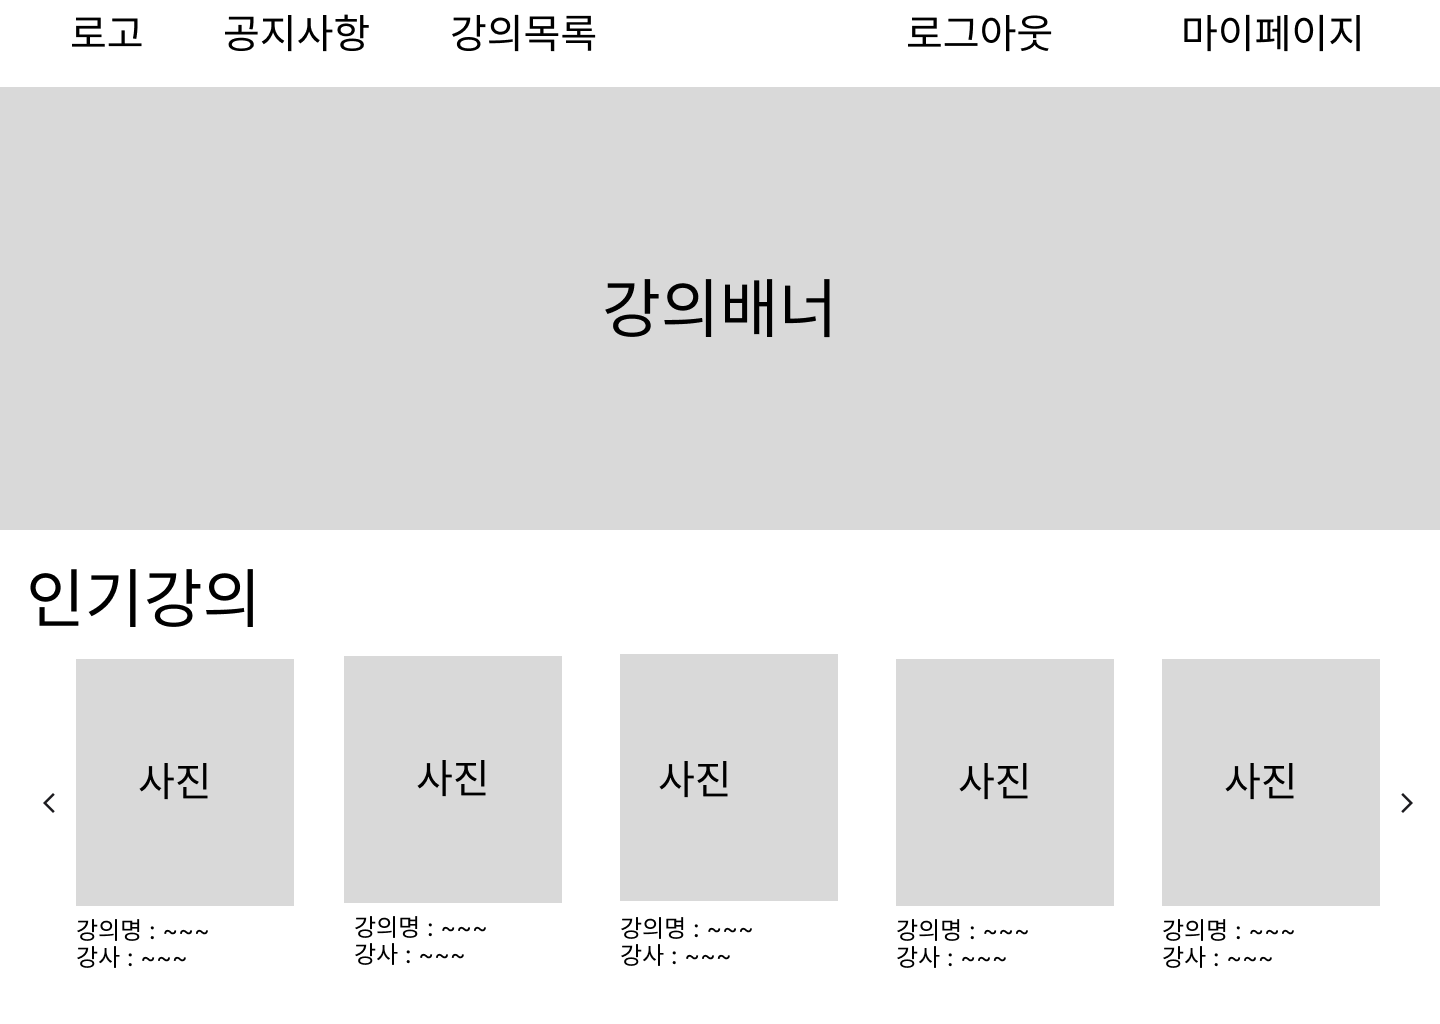 로고 공지사항 강의목록 로그아웃 마이페이지
강의배너
인기강의
사진 사진 사진 사진 사진
강의명 : ~~~ 강의명 : ~~~ 강의명 : ~~~ 강의명 : ~~~ 강의명 : ~~~
강사 : ~~~ 강사 : ~~~ 강사 : ~~~ 강사 : ~~~ 강사 : ~~~